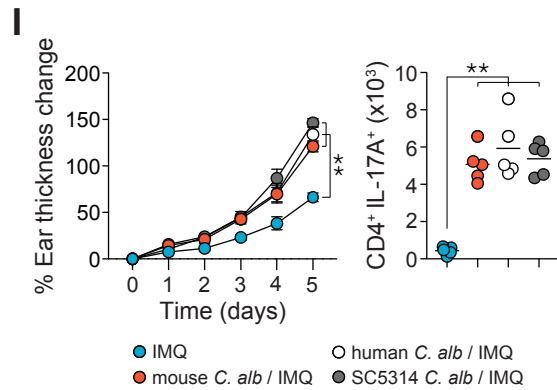 I
% Ear thickness change
200
150
100
50
0
0 1 2 3 4 5
Time (days)
**
CD4⁺ IL-17A⁺ (x10³)
10
8
6
4
2
0
**
IMQ
mouse C. alb / IMQ
human C. alb / IMQ
SC5314 C. alb / IMQ